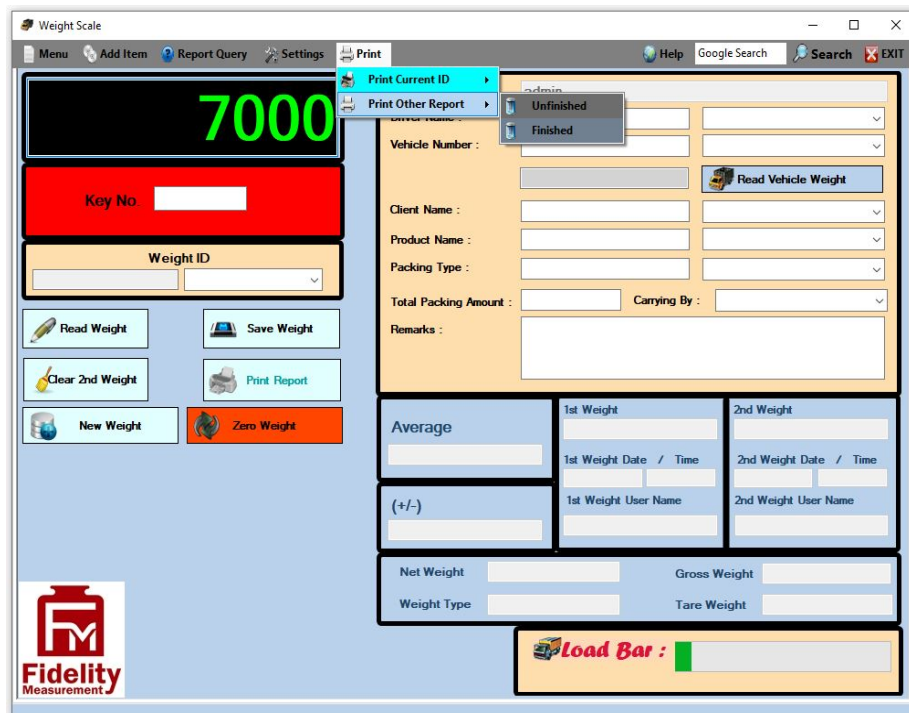 Weight Scale
Menu Add Item Report Query Settings Print Help Google Search Search EXIT
Print Current ID
Print Other Report
Unfinished
Finished
7000
Key No.
Weight ID
Read Weight Save Weight
Clear 2nd Weight Print Report
New Weight Zero Weight
admin
Driver Name :
Vehicle Number :
Read Vehicle Weight
Client Name :
Product Name :
Packing Type :
Total Packing Amount : Carrying By :
Remarks :
Average
(+/-)
1st Weight
1st Weight Date / Time
1st Weight User Name
2nd Weight
2nd Weight Date / Time
2nd Weight User Name
Net Weight Gross Weight
Weight Type Tare Weight
Load Bar :
FM
Fidelity
Measurement